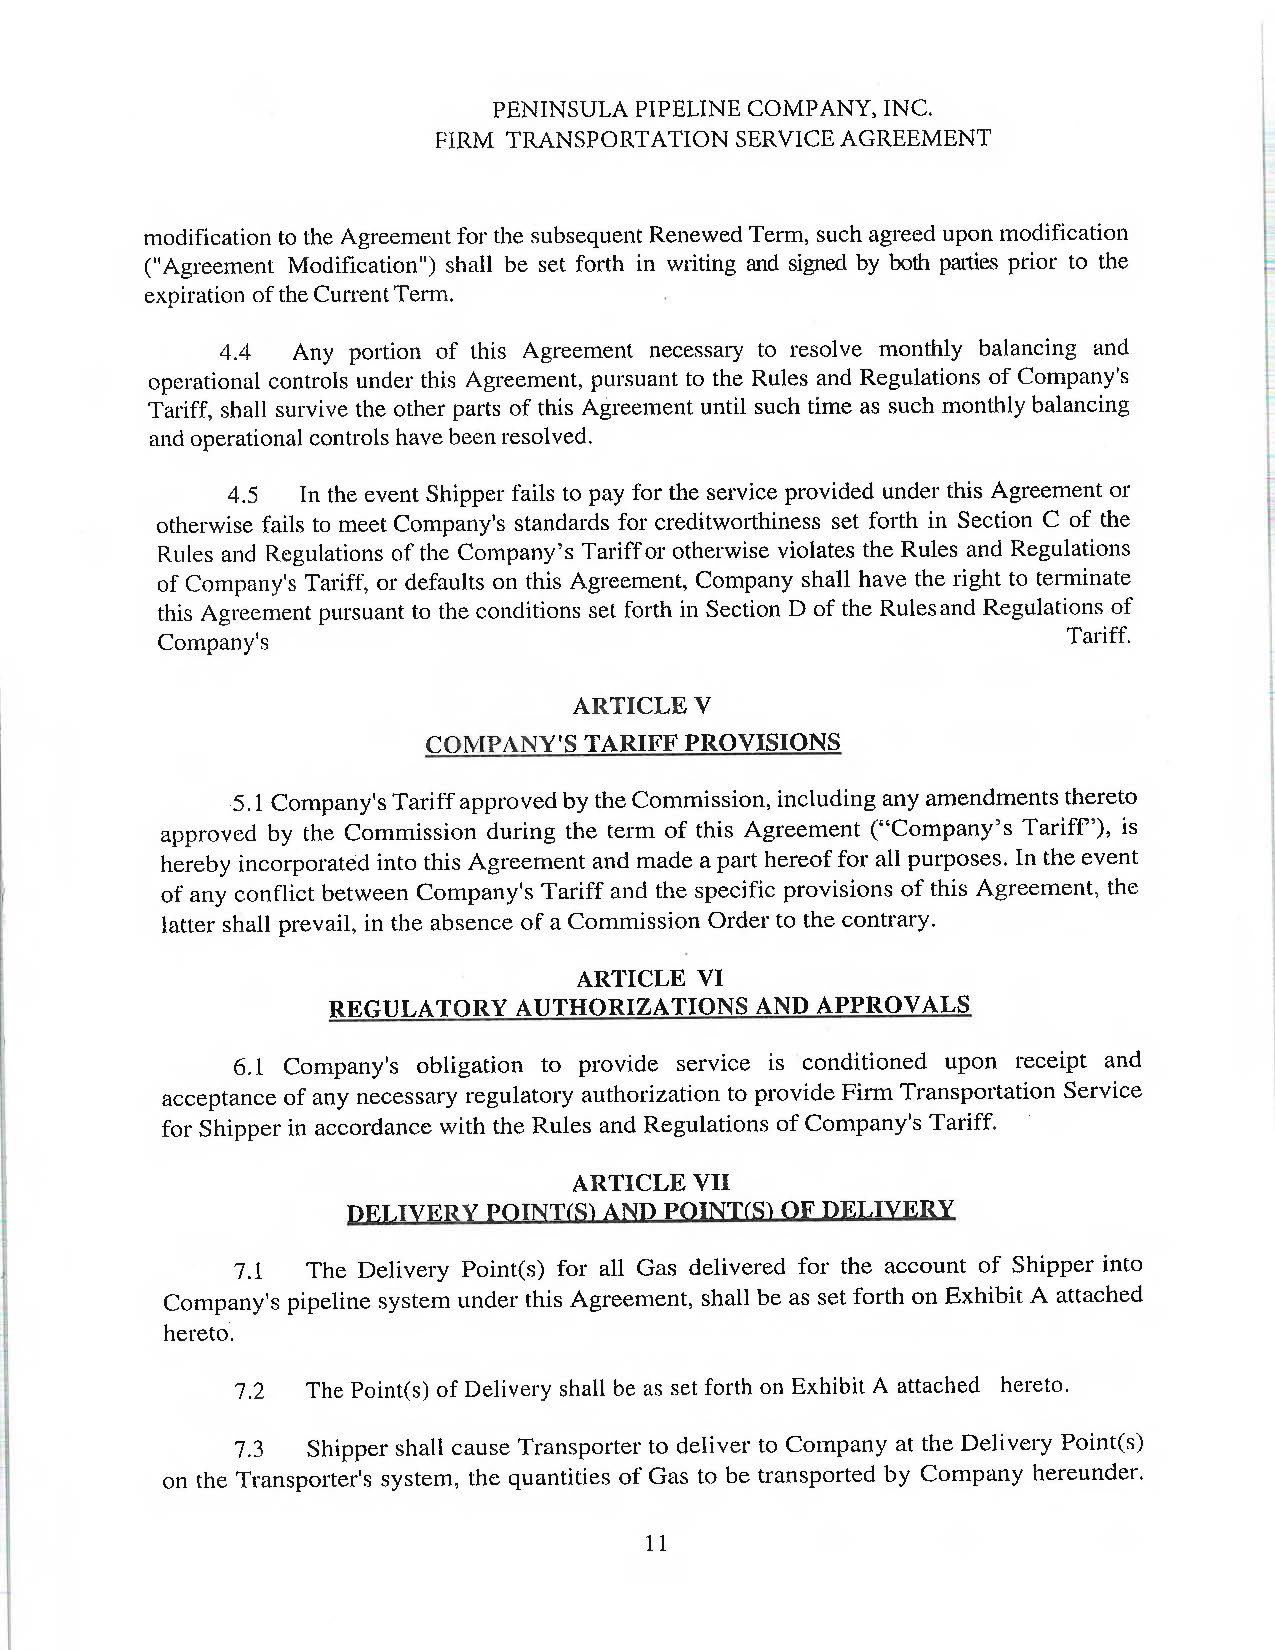 PENINSULA PIPELINE COMPANY, INC.
FIRM TRANSPORTATION SERVICE AGREEMENT
modification to the Agreement for the subsequent Renewed Term, such agreed upon modification
("Agreement Modification") shall be set forth in writing and signed by both parties prior to the
expiration of the Current Term.
4.4 Any portion of this Agreement necessary to resolve monthly balancing and
operational controls under this Agreement, pursuant to the Rules and Regulations of Company's
Tariff, shall survive the other parts of this Agreement until such time as such monthly balancing
and operational controls have been resolved.
4.5 In the event Shipper fails to pay for the service provided under this Agreement or
otherwise fails to meet Company's standards for creditworthiness set forth in Section C of the
Rules and Regulations of the Company’s Tariff or otherwise violates the Rules and Regulations
of Company's Tariff, or defaults on this Agreement, Company shall have the right to terminate
this Agreement pursuant to the conditions set forth in Section D of the Rules and Regulations of
Company's Tariff.
ARTICLE V
COMPANY'S TARIFF PROVISIONS
5.1 Company's Tariff approved by the Commission, including any amendments thereto
approved by the Commission during the term of this Agreement (“Company’s Tariff”), is
hereby incorporated into this Agreement and made a part hereof for all purposes. In the event
of any conflict between Company's Tariff and the specific provisions of this Agreement, the
latter shall prevail, in the absence of a Commission Order to the contrary.
ARTICLE VI
REGULATORY AUTHORIZATIONS AND APPROVALS
6.1 Company's obligation to provide service is conditioned upon receipt and
acceptance of any necessary regulatory authorization to provide Firm Transportation Service
for Shipper in accordance with the Rules and Regulations of Company's Tariff.
ARTICLE VII
DELIVERY POINT(S) AND POINT(S) OF DELIVERY
7.1 The Delivery Point(s) for all Gas delivered for the account of Shipper into
Company's pipeline system under this Agreement, shall be as set forth on Exhibit A attached
hereto.
7.2 The Point(s) of Delivery shall be as set forth on Exhibit A attached hereto.
7.3 Shipper shall cause Transporter to deliver to Company at the Delivery Point(s)
on the Transporter's system, the quantities of Gas to be transported by Company hereunder.
11